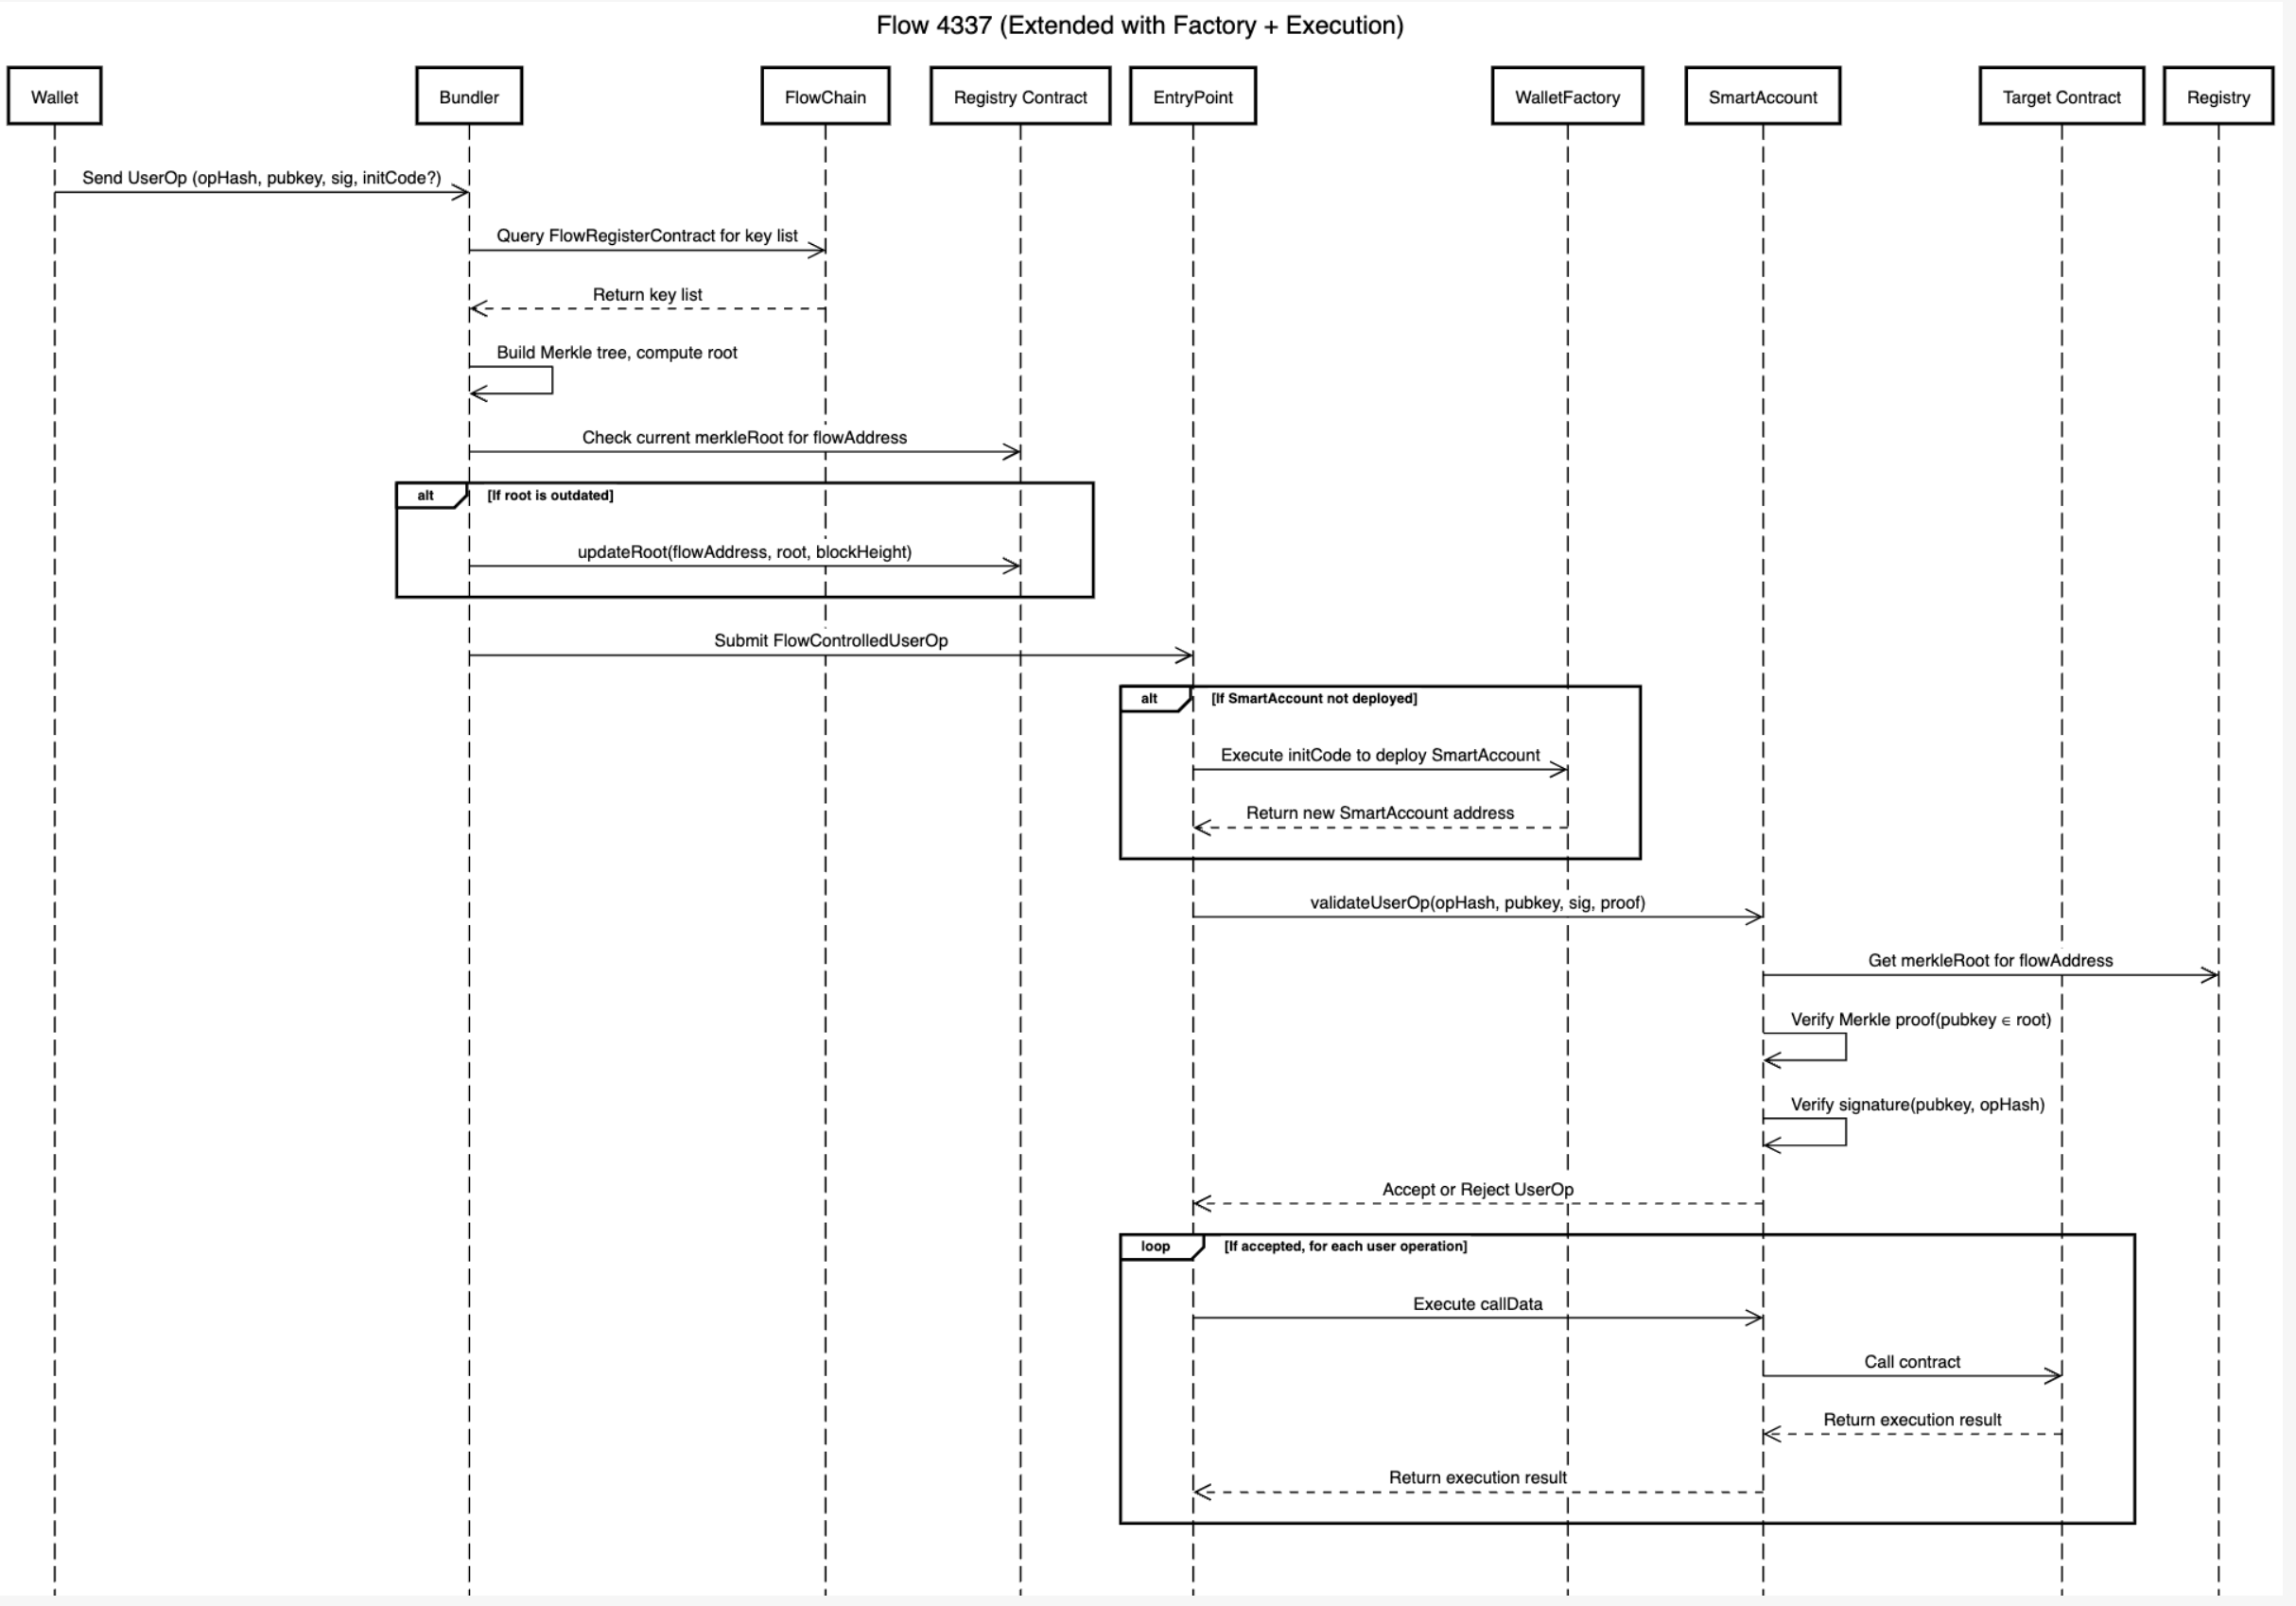 Flow 4337 (Extended with Factory + Execution)
Wallet
Bundler
FlowChain
Registry Contract
EntryPoint
WalletFactory
SmartAccount
Target Contract
Registry
Send UserOp (opHash, pubkey, sig, initCode?)
Query FlowRegisterContract for key list
Return key list
Build Merkle tree, compute root
Check current merkleRoot for flowAddress
alt
[If root is outdated]
updateRoot(flowAddress, root, blockHeight)
Submit FlowControlledUserOp
alt
[If SmartAccount not deployed]
Execute initCode to deploy SmartAccount
Return new SmartAccount address
validateUserOp(opHash, pubkey, sig, proof)
Get merkleRoot for flowAddress
Verify Merkle proof(pubkey ∈ root)
Verify signature(pubkey, opHash)
Accept or Reject UserOp
loop
[If accepted, for each user operation]
Execute callData
Call contract
Return execution result
Return execution result